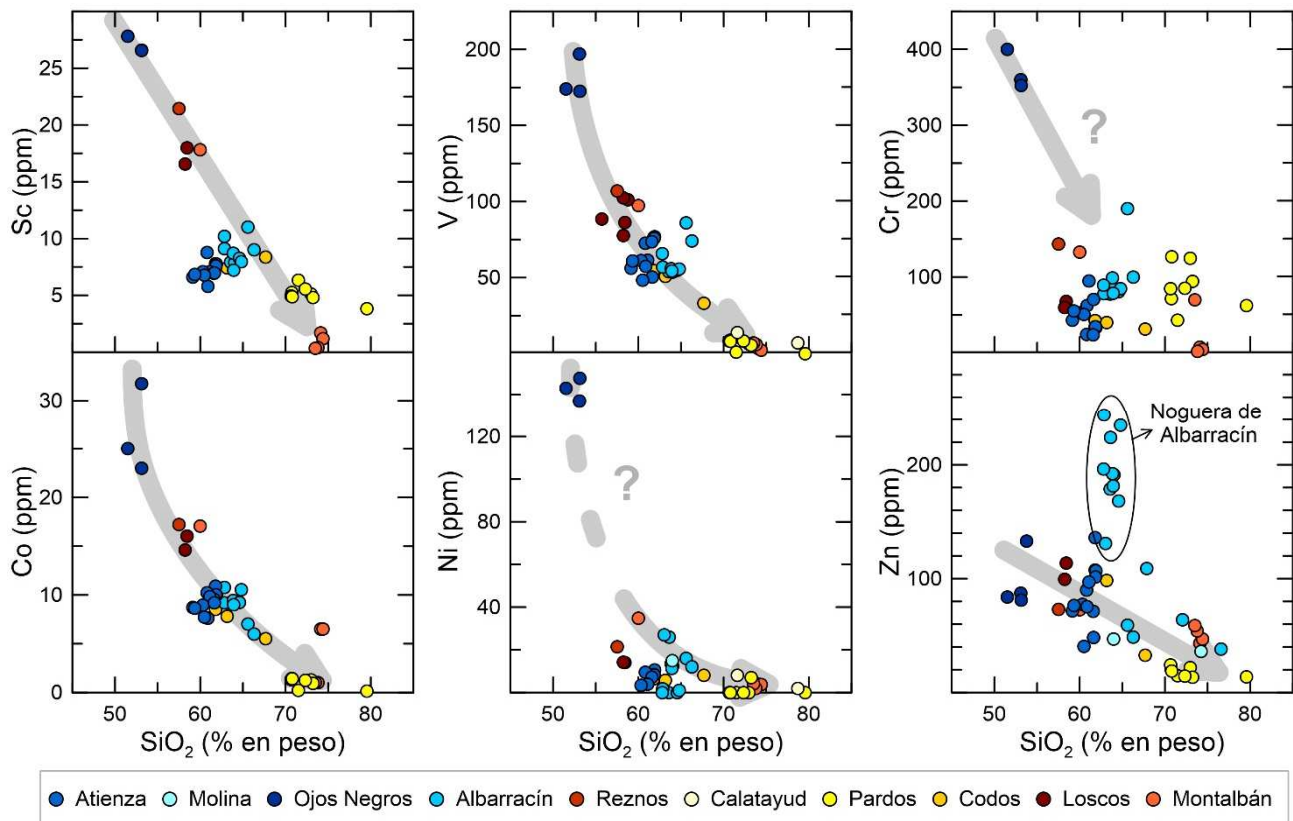 25
20
15
10
5
Sc (ppm)
200
150
100
50
V (ppm)
400
300
200
100
Cr (ppm)
?
30
20
10
0
Co (ppm)
50 60 70 80
SiO₂ (% en peso)
120
80
40
Ni (ppm)
?
50 60 70 80
SiO₂ (% en peso)
200
100
Zn (ppm)
Noguera de
Albarracín
50 60 70 80
SiO₂ (% en peso)
Atienza Molina Ojos Negros Albarracín Reznos Calatayud Pardos Codos Loscos Montalbán